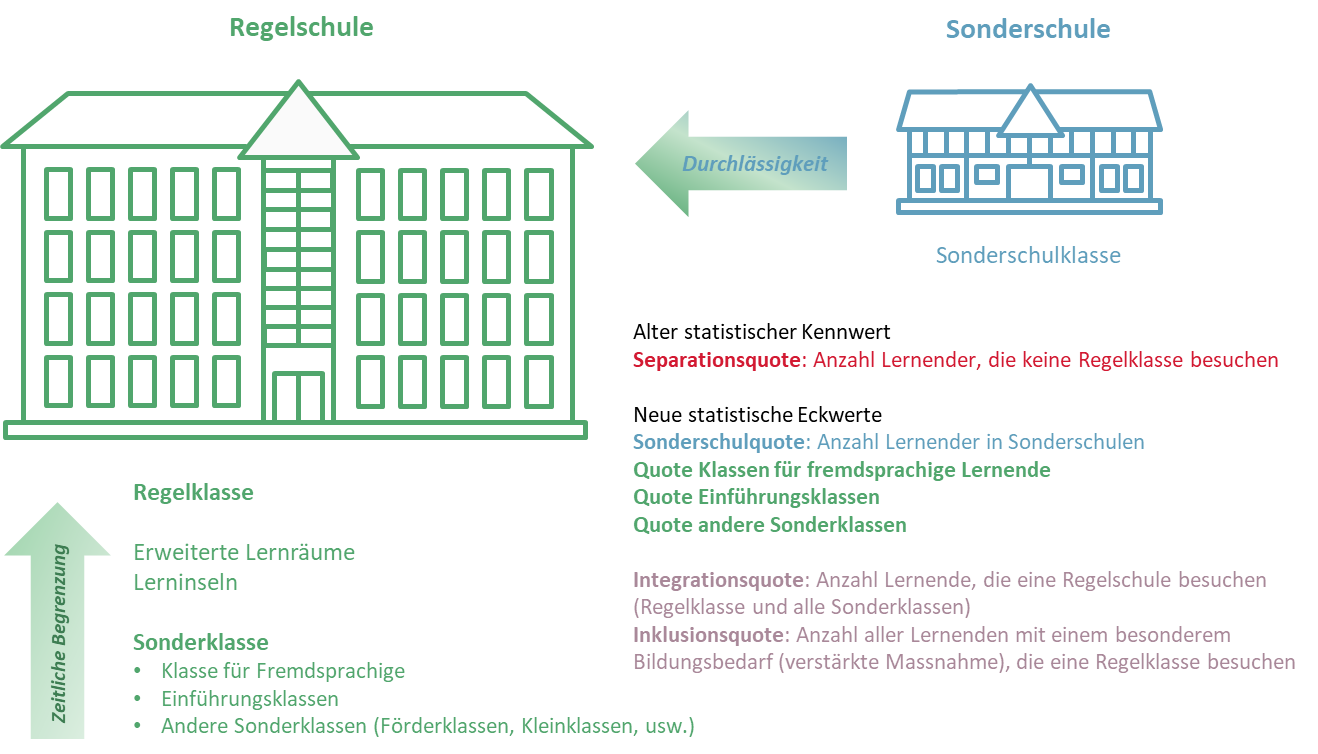 Regelschule
Sonderschule
Durchlässigkeit
Sonderschulklasse
Alter statistischer Kennwert
Separationsquote: Anzahl Lernender, die keine Regelklasse besuchen
Neue statistische Eckwerte
Sonderschulquote: Anzahl Lernender in Sonderschulen
Quote Klassen für fremdsprachige Lernende
Quote Einführungsklassen
Quote andere Sonderklassen
Integrationsquote: Anzahl Lernende, die eine Regelschule besuchen
(Regelklasse und alle Sonderklassen)
Inklusionsquote: Anzahl aller Lernenden mit einem besonderem
Bildungsbedarf (verstärkte Massnahme), die eine Regelklasse besuchen
Zeitliche Begrenzung
Regelklasse
Erweiterte Lernräume
Lerninseln
Sonderklasse
• Klasse für Fremdsprachige
• Einführungsklassen
• Andere Sonderklassen (Förderklassen, Kleinklassen, usw.)